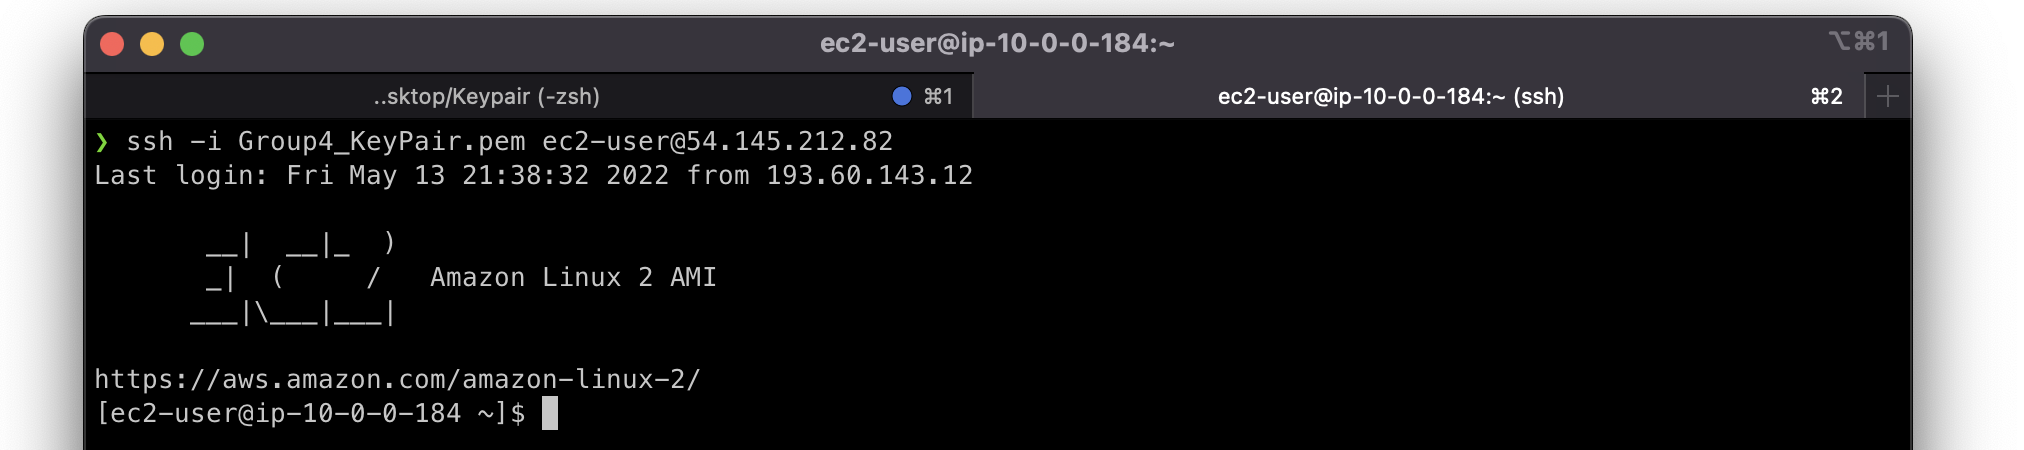 ec2-user@ip-10-0-0-184:~
⌥⌘1
..sktop/Keypair (-zsh) ⌘1
ec2-user@ip-10-0-0-184:~ (ssh) ⌘2 +
❯ ssh -i Group4_KeyPair.pem ec2-user@54.145.212.82
Last login: Fri May 13 21:38:32 2022 from 193.60.143.12
       __|  __|_  )
       _|  (     /   Amazon Linux 2 AMI
      ___|\___|___|
https://aws.amazon.com/amazon-linux-2/
[ec2-user@ip-10-0-0-184 ~]$